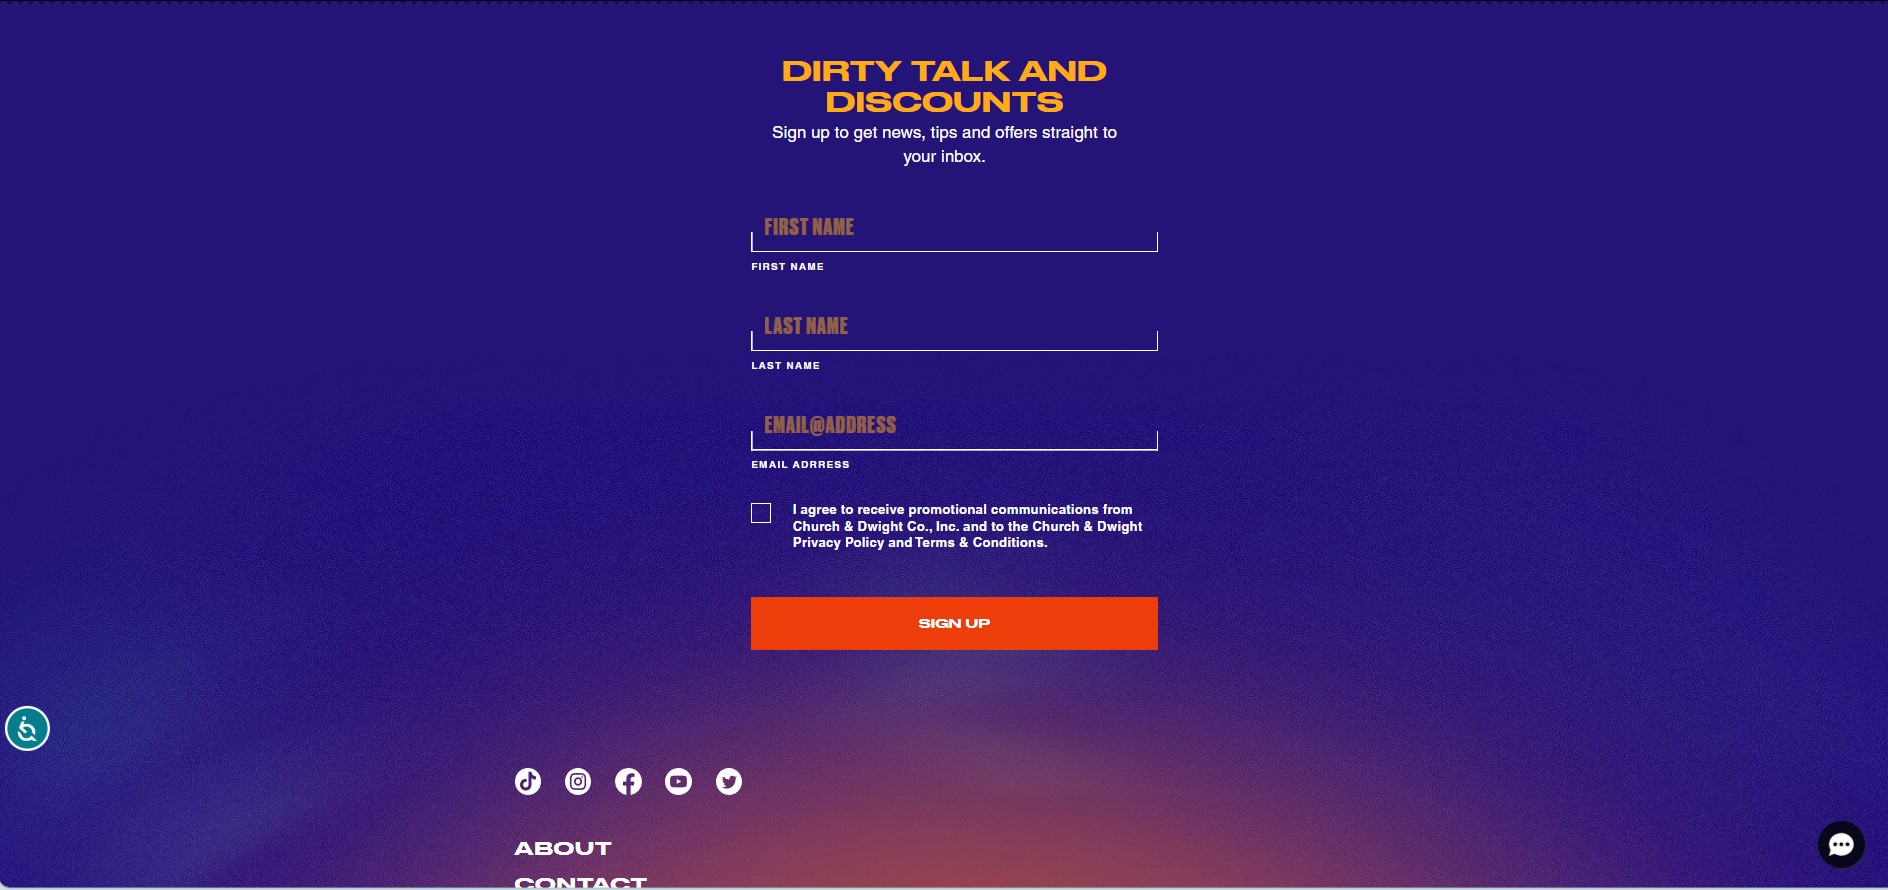 DIRTY TALK AND
DISCOUNTS
Sign up to get news, tips and offers straight to
your inbox.
FIRST NAME
FIRST NAME
LAST NAME
LAST NAME
EMAIL@ADDRESS
EMAIL ADRRESS
I agree to receive promotional communications from
Church & Dwight Co., Inc. and to the Church & Dwight
Privacy Policy and Terms & Conditions.
SIGN UP
ABOUT
CONTACT